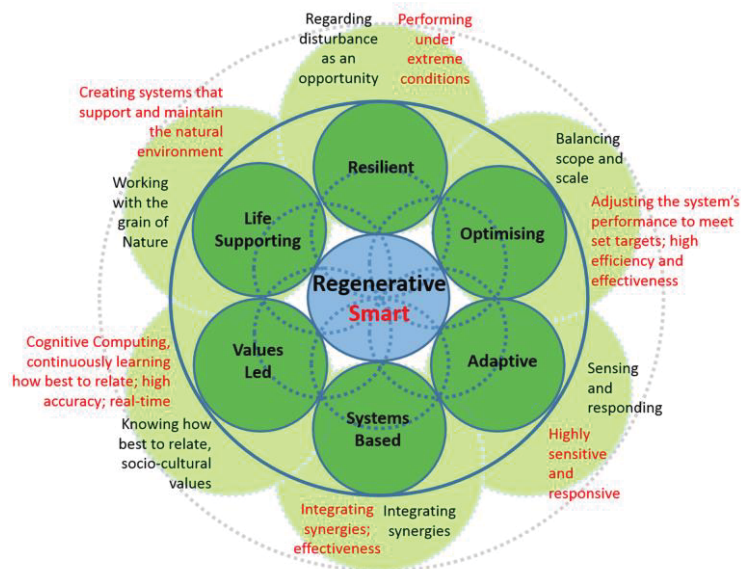 Regarding
disturbance
as an
opportunity
Performing
under
extreme
conditions
Creating systems that
support and maintain
the natural
environment
Working
with the
grain of
Nature
Balancing
scope and
scale
Adjusting the system's
performance to meet
set targets; high
efficiency and
effectiveness
Resilient
Life
Supporting
Optimising
Regenerative
Smart
Values
Led
Adaptive
Systems
Based
Cognitive Computing,
continuously learning
how best to relate; high
accuracy; real-time
Knowing how
best to relate,
socio-cultural
values
Sensing
and
responding
Highly
sensitive
and
responsive
Integrating
synergies;
effectiveness
Integrating
synergies